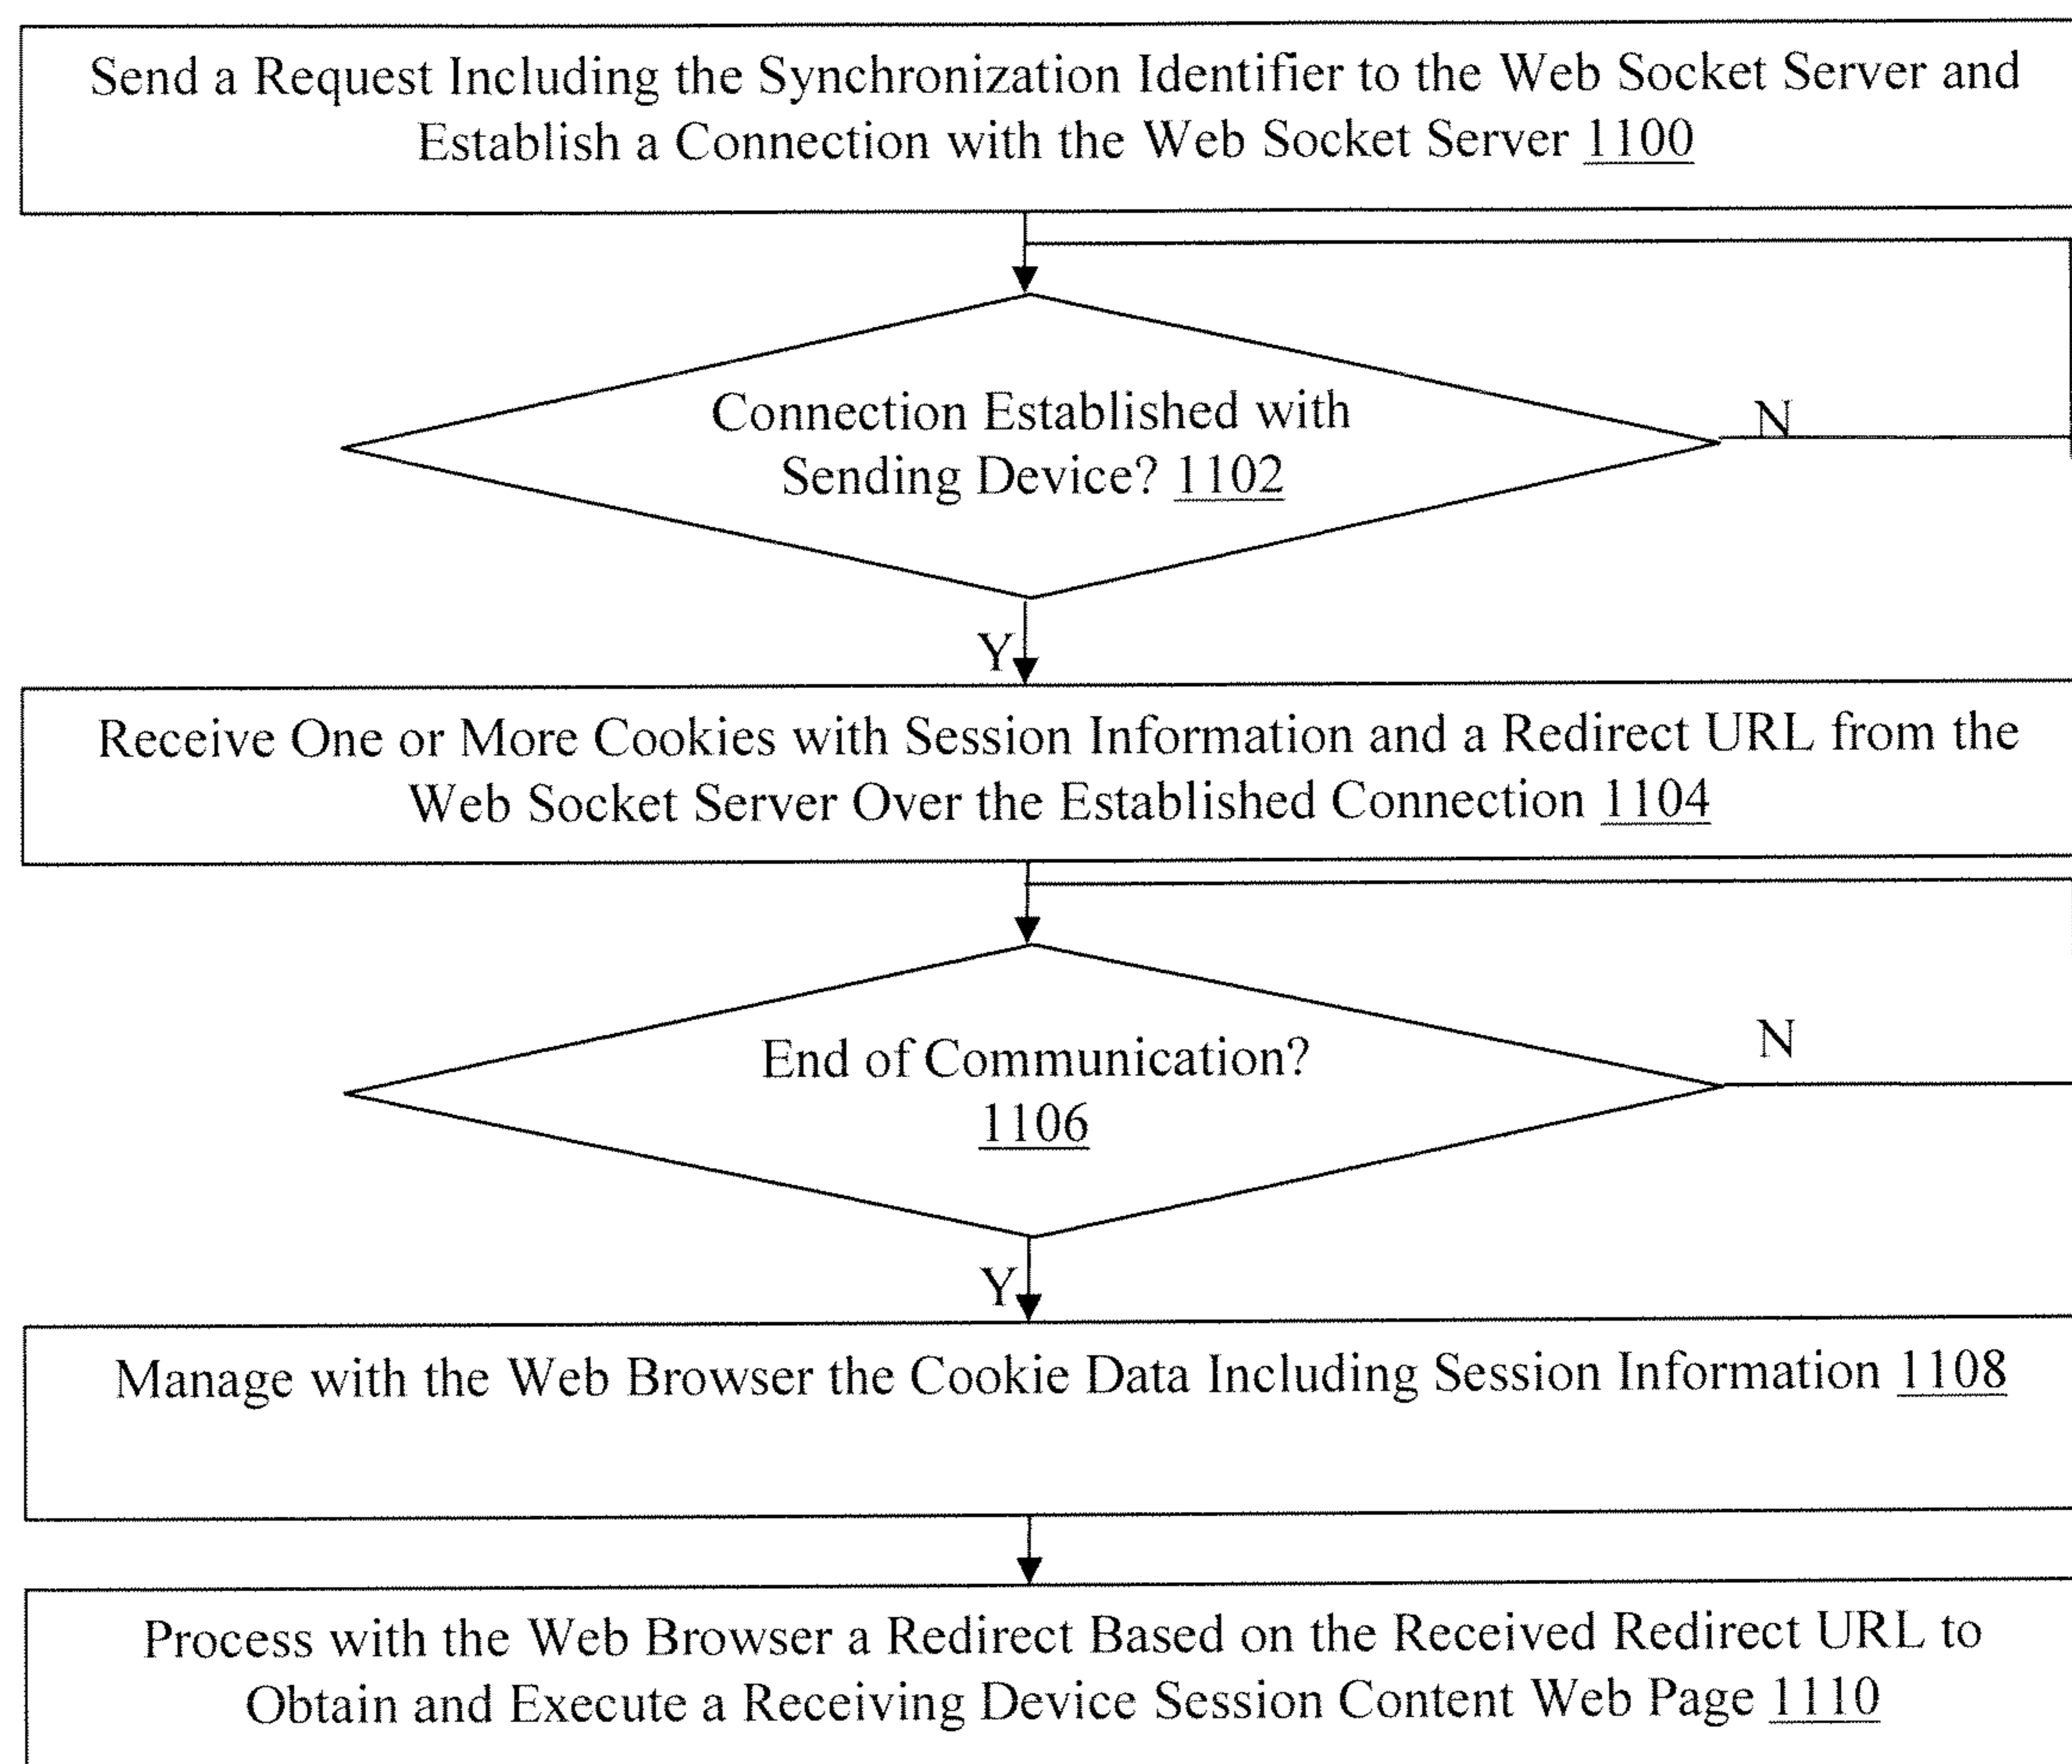 Send a Request Including the Synchronization Identifier to the Web Socket Server and
Establish a Connection with the Web Socket Server 1100
Connection Established with
Sending Device? 1102
N
Y
Receive One or More Cookies with Session Information and a Redirect URL from the
Web Socket Server Over the Established Connection 1104
End of Communication?
1106
N
Y
Manage with the Web Browser the Cookie Data Including Session Information 1108
Process with the Web Browser a Redirect Based on the Received Redirect URL to
Obtain and Execute a Receiving Device Session Content Web Page 1110